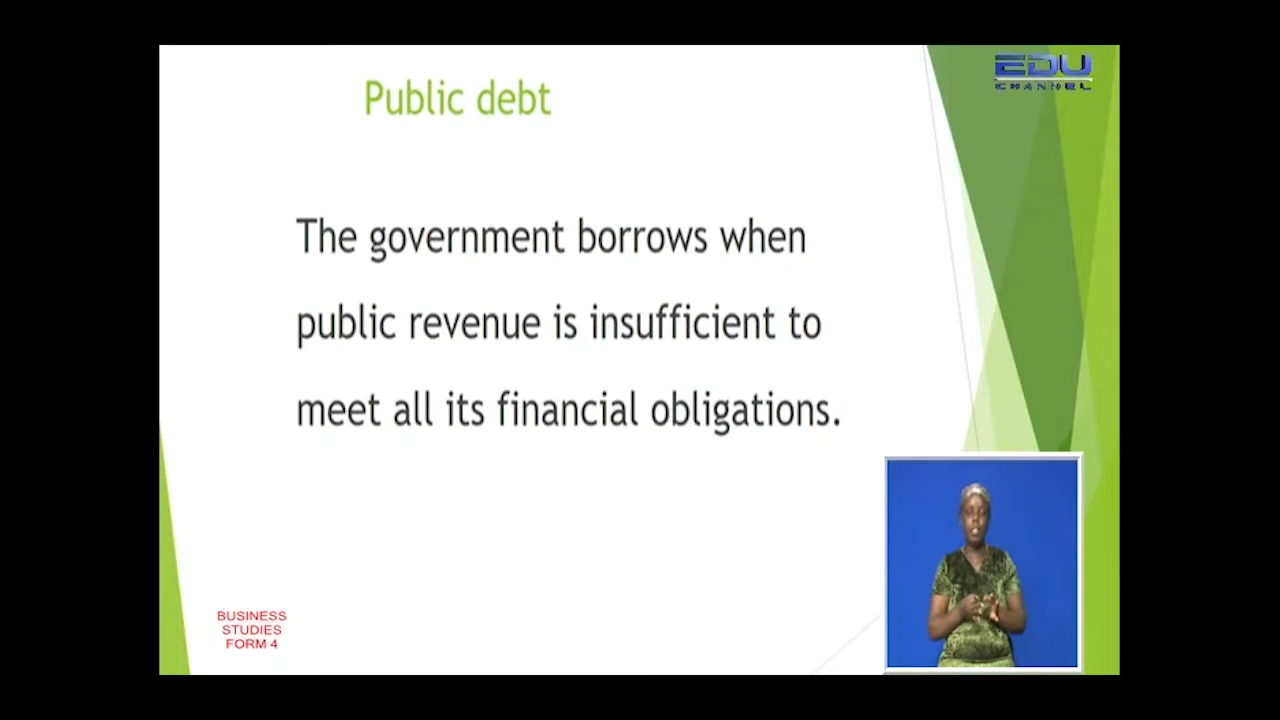 EDU
CHANNEL
Public debt
The government borrows when
public revenue is insufficient to
meet all its financial obligations.
BUSINESS
STUDIES
FORM 4